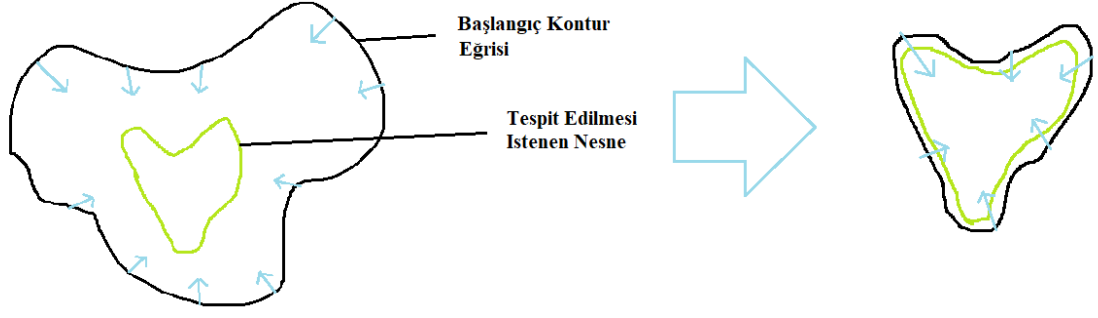 Başlangıç Kontur
Eğrisi
Tespit Edilmesi
Istenen Nesne